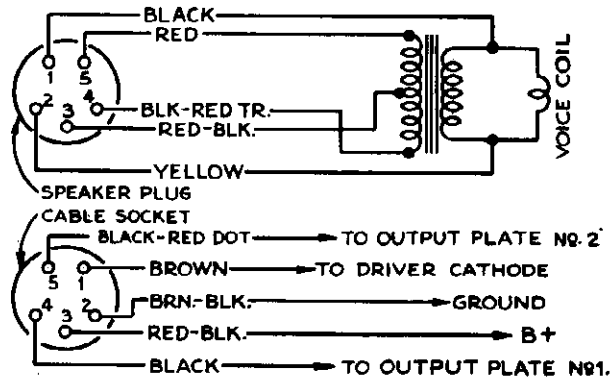 BLACK
RED
1
5
2
4
3
BLK-RED TR.
RED-BLK.
YELLOW
VOICE COIL
SPEAKER PLUG
CABLE SOCKET
BLACK-RED DOT
TO OUTPUT PLATE Nº. 2
5
1
BROWN
TO DRIVER CATHODE
4
2
BRN.-BLK.
GROUND
3
RED-BLK.
B+
BLACK
TO OUTPUT PLATE Nº1.